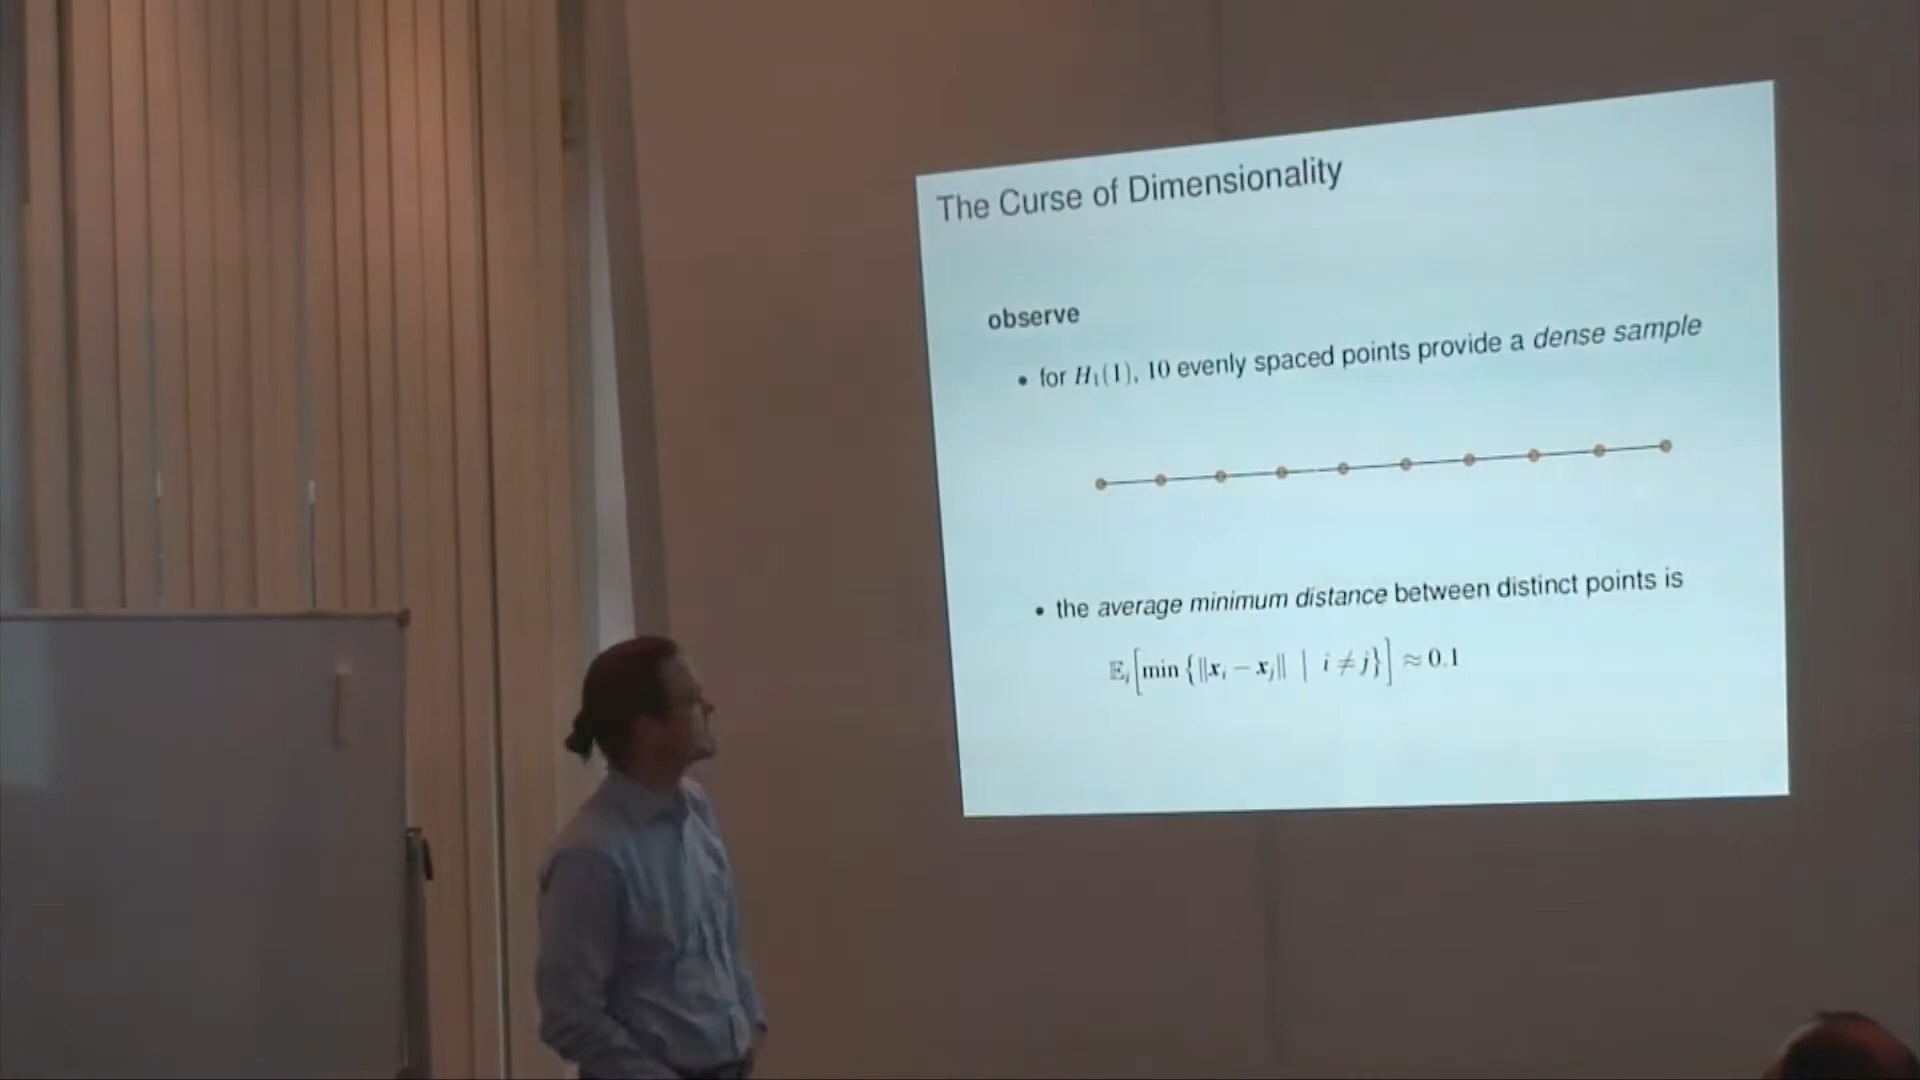 The Curse of Dimensionality
observe
• for H₁(1), 10 evenly spaced points provide a dense sample
• the average minimum distance between distinct points is
𝔼ᵢ[min {‖xᵢ − xⱼ‖ | i ≠ j}] ≈ 0.1